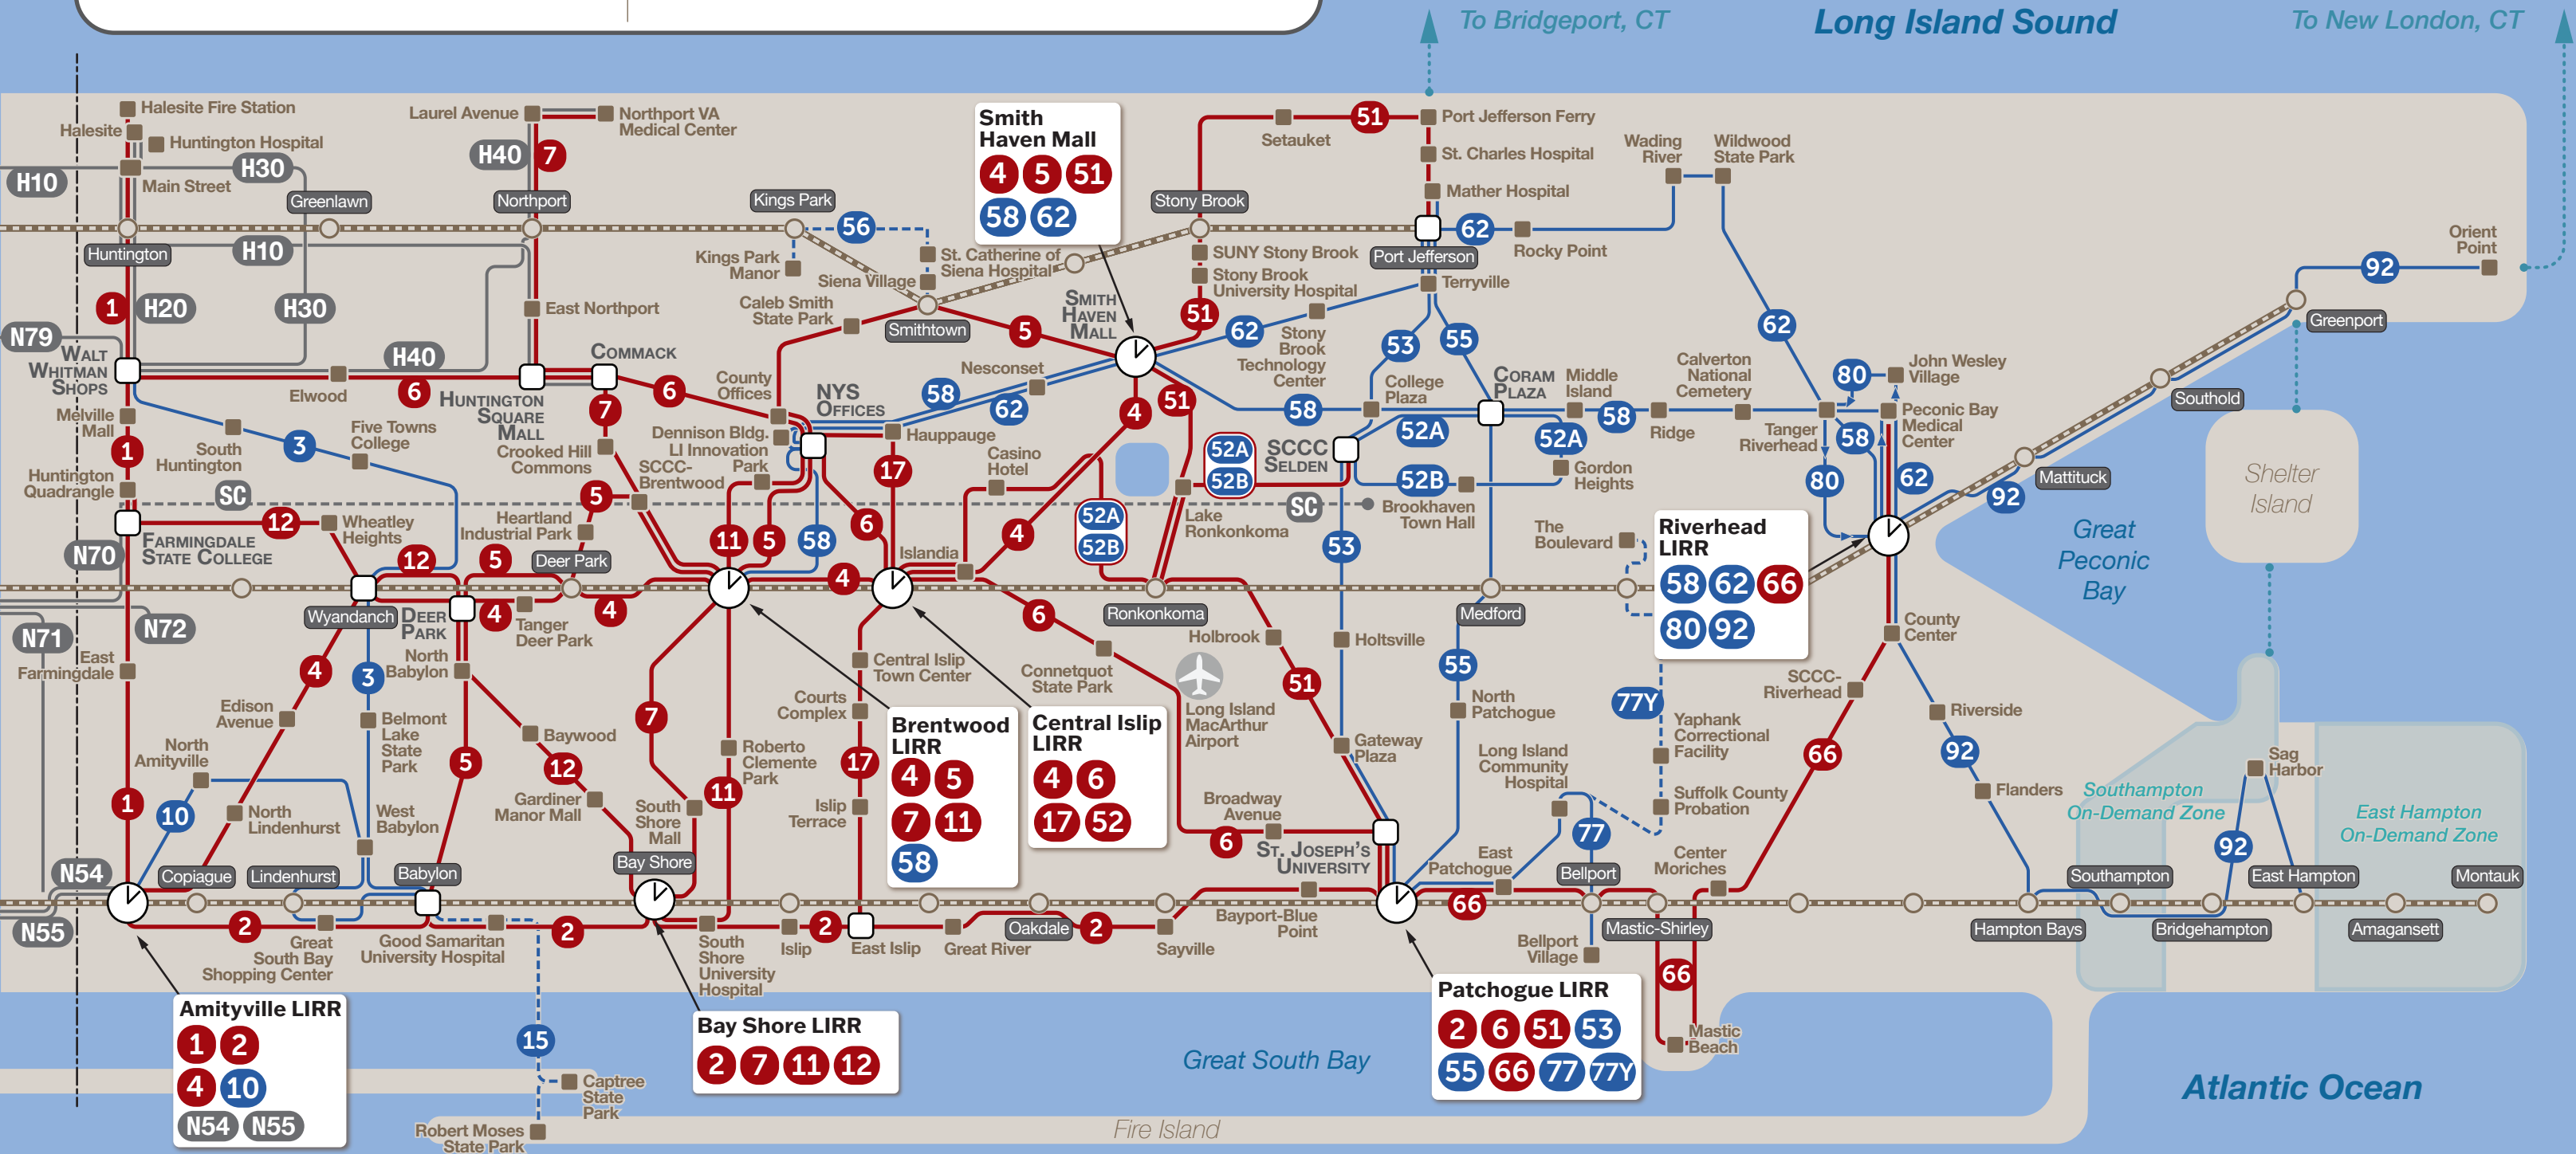 To Bridgeport, CT
Long Island Sound
To New London, CT
Halesite Fire Station
Halesite
Huntington Hospital
H10
H30
Main Street
Greenlawn
Huntington
H10
1
H20
H30
N79
WALT
WHITMAN
SHOPS
Laurel Avenue
Northport VA
Medical Center
H40
7
Northport
East Northport
H40
COMMACK
Elwood
6
HUNTINGTON
SQUARE
MALL
6
7
Kings Park
56
Kings Park
Manor
St. Catherine of
Siena Hospital
Siena Village
Caleb Smith
State Park
Smithtown
5
Smith
Haven Mall
4 5 51
58 62
SMITH
HAVEN
MALL
Setauket
51
Port Jefferson Ferry
St. Charles Hospital
Mather Hospital
Stony Brook
SUNY Stony Brook
Stony Brook
University Hospital
51
62
Port Jefferson
62
Rocky Point
Terryville
Wading
River
Wildwood
State Park
Stony
Brook
Technology
Center
53
55
62
Orient
Point
92
Greenport
Southold
Mattituck
92
Shelter
Island
Great
Peconic
Bay
Melville
Mall
1
South
Huntington
3
Five Towns
College
Huntington
Quadrangle
SC
12
Wheatley
Heights
FARMINGDALE
STATE COLLEGE
N70
County
Offices
NYS
OFFICES
58
62
Nesconset
Dennison Bldg.
LI Innovation
Park
Hauppauge
Crooked Hill
Commons
SCCC-
Brentwood
5
Heartland
Industrial Park
Deer Park
12
5
11
5
58
6
17
Casino
Hotel
4
51
4
Islandia
52A
52B
52A
52B
Lake
Ronkonkoma
SC
SCCC
SELDEN
58
College
Plaza
CORAM
PLAZA
Middle
Island
58
52A
52A
Gordon
Heights
52B
Brookhaven
Town Hall
Ridge
Calverton
National
Cemetery
Tanger
Riverhead
80
John Wesley
Village
Peconic Bay
Medical
Center
58
80
62
53
The
Boulevard
Riverhead
LIRR
58 62 66
80 92
Wyandanch
DEER
PARK
4
Tanger
Deer Park
4
4
N71
N72
East
Farmingdale
4
3
North
Babylon
Edison
Avenue
Belmont
Lake
State
Park
North
Amityville
1
10
North
Lindenhurst
West
Babylon
5
Baywood
12
Gardiner
Manor Mall
7
South
Shore
Mall
Roberto
Clemente
Park
11
Central Islip
Town Center
Courts
Complex
17
Islip
Terrace
Brentwood
LIRR
4 5
7 11
58
Central Islip
LIRR
4 6
17 52
6
Connetquot
State Park
Ronkonkoma
Holbrook
51
Long Island
MacArthur
Airport
Broadway
Avenue
6
ST. JOSEPH'S
UNIVERSITY
Holtsville
Gateway
Plaza
Medford
55
North
Patchogue
Long Island
Community
Hospital
77Y
Yaphank
Correctional
Facility
Suffolk County
Probation
77
County
Center
SCCC-
Riverhead
66
Riverside
92
Flanders
Southampton
On-Demand Zone
Sag
Harbor
East Hampton
On-Demand Zone
92
N54
N55
Copiague
Lindenhurst
Babylon
Bay Shore
2
Great
South Bay
Shopping Center
Good Samaritan
University Hospital
2
South
Shore
University
Hospital
Islip
2
East Islip
Great River
Oakdale
2
Sayville
Bayport-Blue
Point
East
Patchogue
66
Bellport
Bellport
Village
Center
Moriches
Mastic-Shirley
66
Mastic
Beach
Hampton Bays
Southampton
Bridgehampton
East Hampton
Amagansett
Montauk
Amityville LIRR
1 2
4 10
N54 N55
15
Captree
State
Park
Robert Moses
State Park
Bay Shore LIRR
2 7 11 12
Great South Bay
Fire Island
Patchogue LIRR
2 6 51 53
55 66 77 77Y
Atlantic Ocean